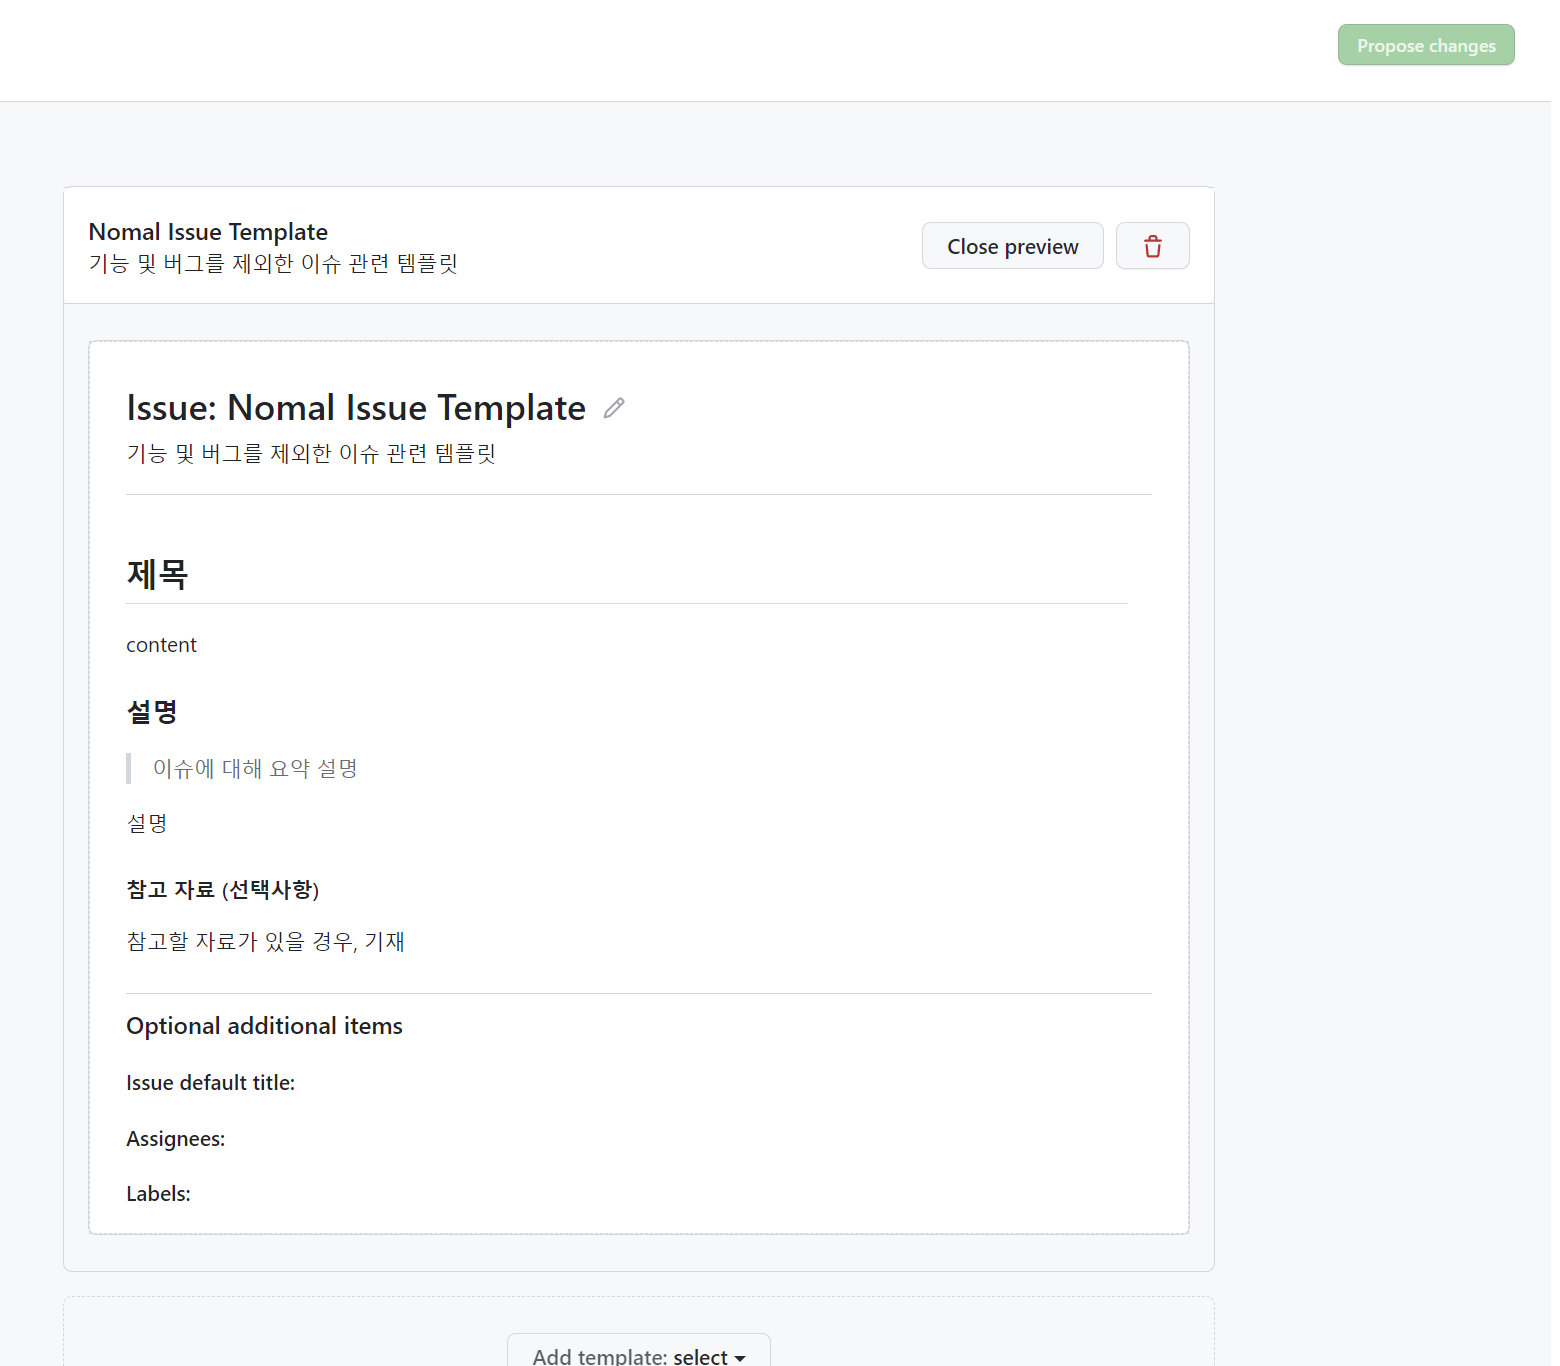 Propose changes
Nomal Issue Template
기능 및 버그를 제외한 이슈 관련 템플릿
Close preview
Issue: Nomal Issue Template
기능 및 버그를 제외한 이슈 관련 템플릿
제목
content
설명
이슈에 대해 요약 설명
설명
참고 자료 (선택사항)
참고할 자료가 있을 경우, 기재
Optional additional items
Issue default title:
Assignees:
Labels:
Add template: select